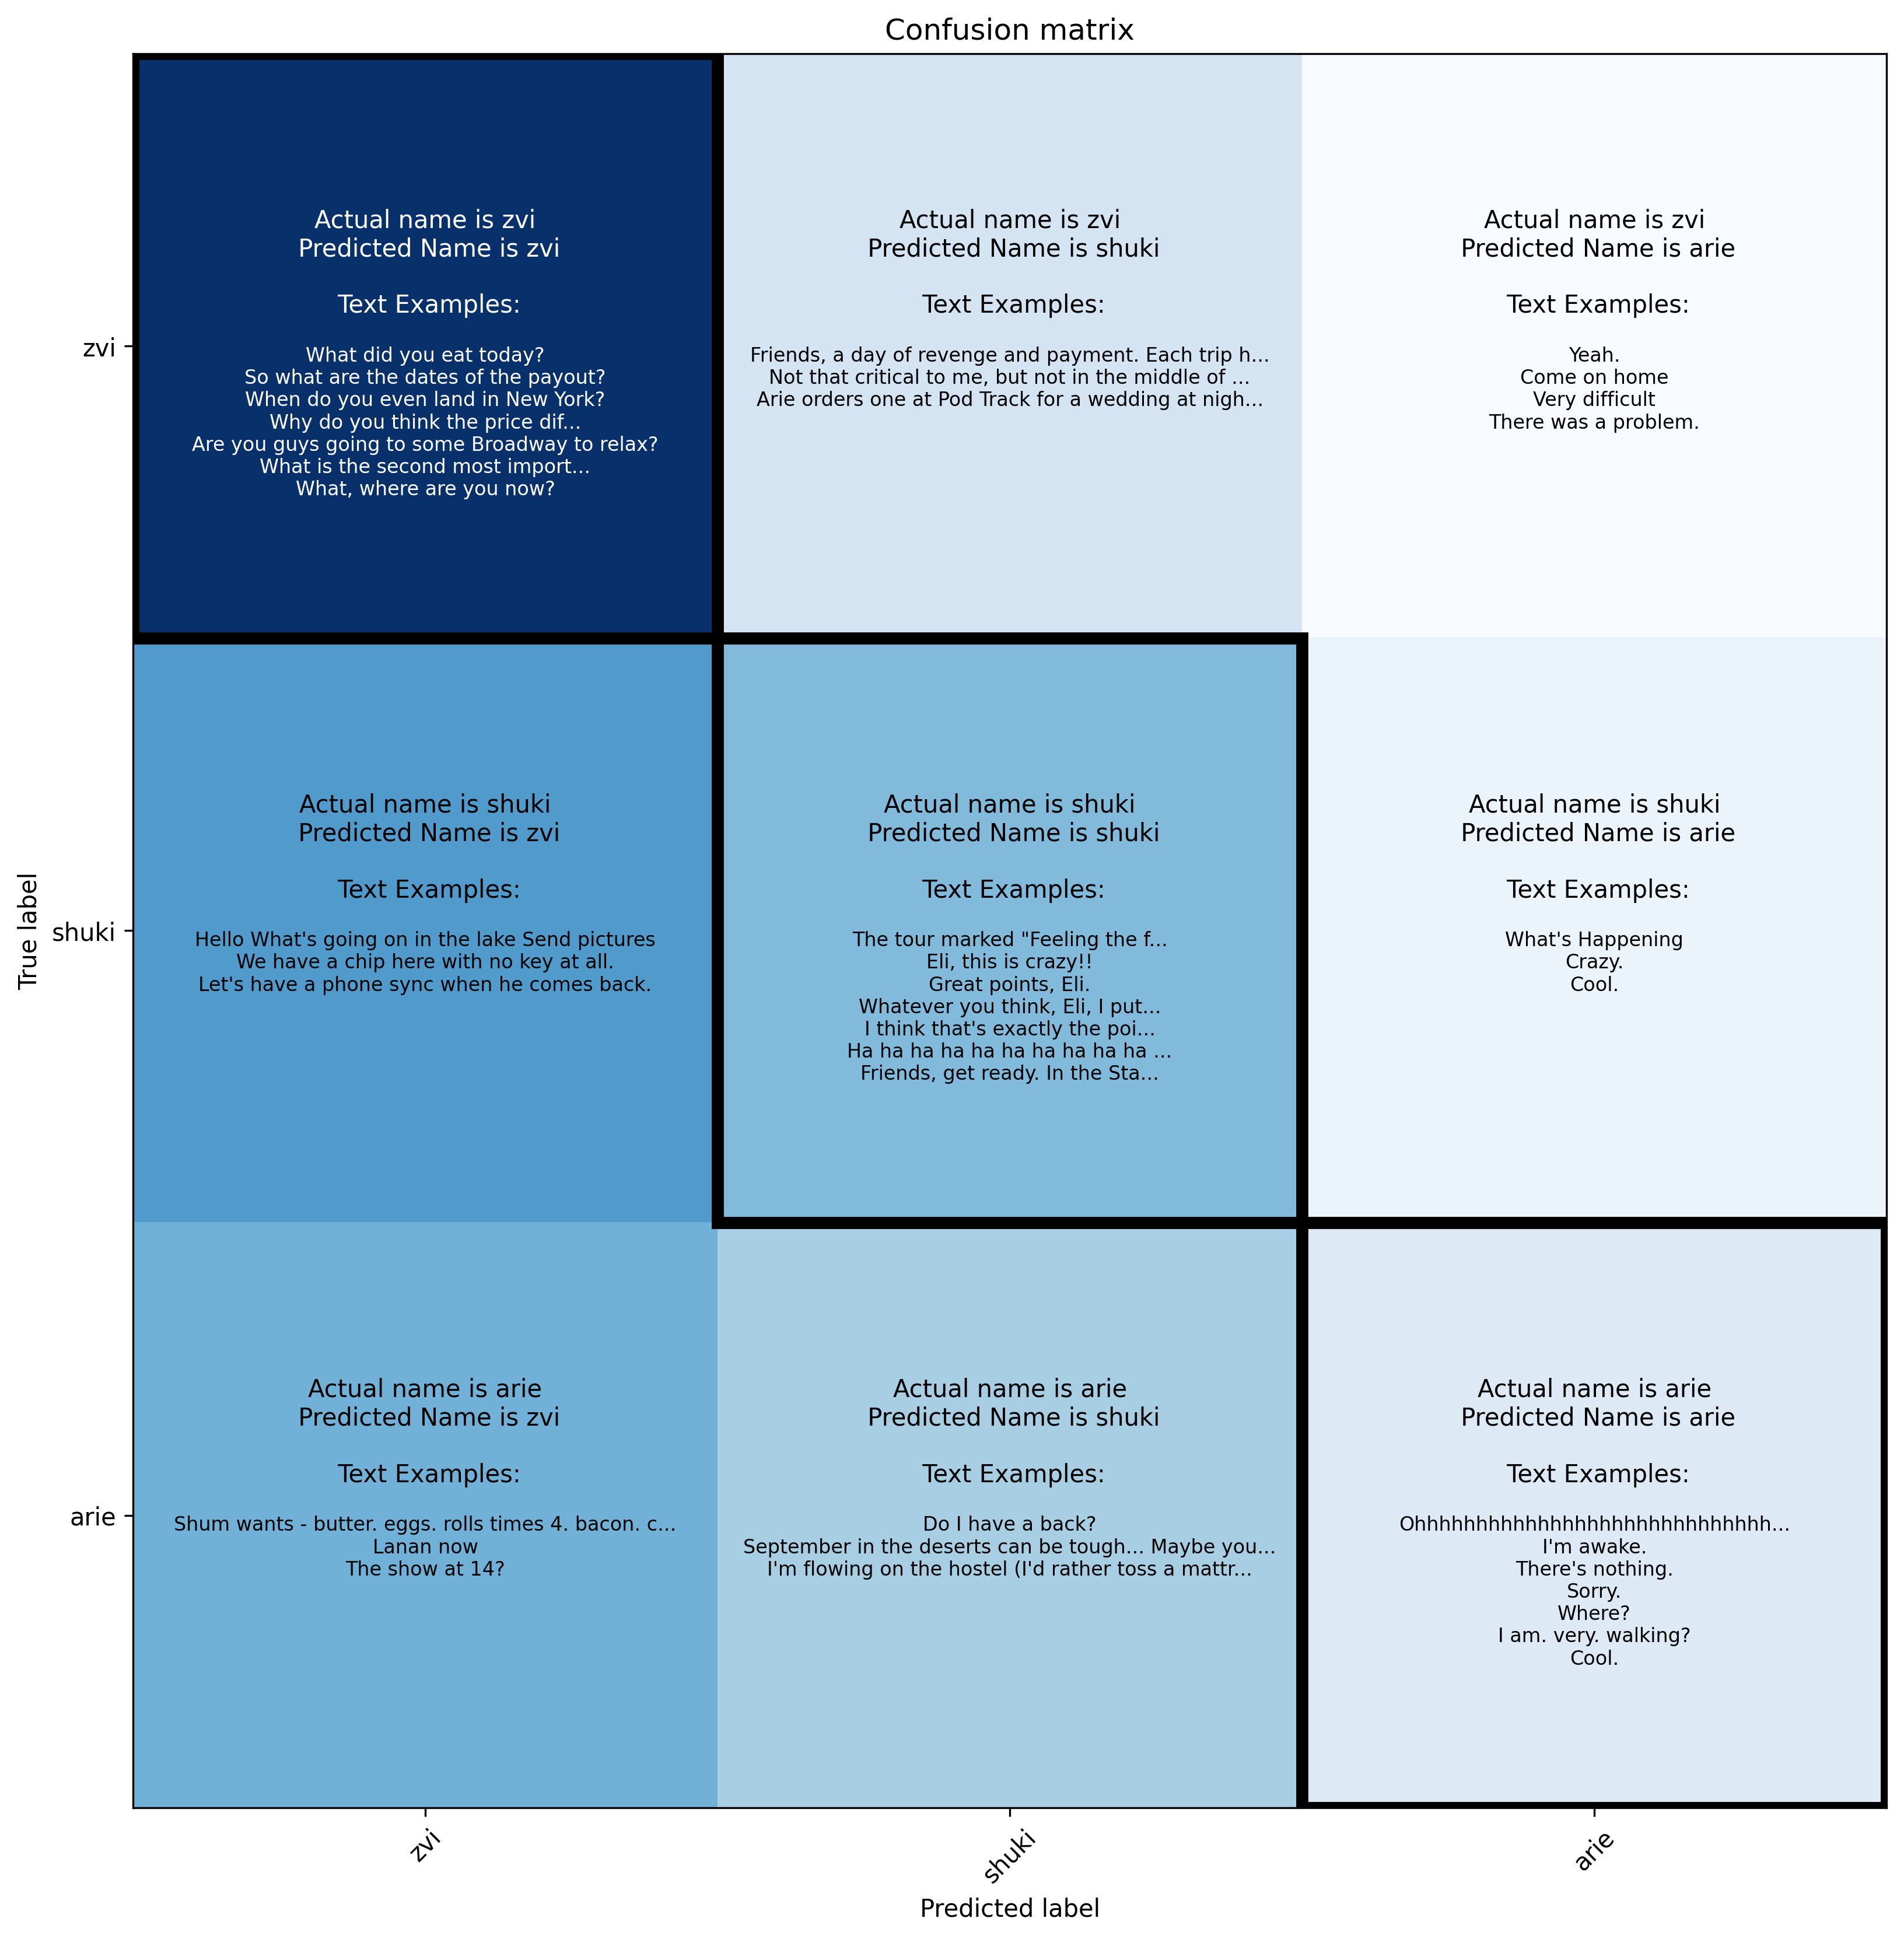 Confusion matrix
Actual name is zvi
Predicted Name is zvi
Text Examples:
What did you eat today?
So what are the dates of the payout?
When do you even land in New York?
Why do you think the price dif...
Are you guys going to some Broadway to relax?
What is the second most import...
What, where are you now?
Actual name is zvi
Predicted Name is shuki
Text Examples:
Friends, a day of revenge and payment. Each trip h...
Not that critical to me, but not in the middle of ...
Arie orders one at Pod Track for a wedding at nigh...
Actual name is zvi
Predicted Name is arie
Text Examples:
Yeah.
Come on home
Very difficult
There was a problem.
zvi
Actual name is shuki
Predicted Name is zvi
Text Examples:
Hello What's going on in the lake Send pictures
We have a chip here with no key at all.
Let's have a phone sync when he comes back.
Actual name is shuki
Predicted Name is shuki
Text Examples:
The tour marked "Feeling the f...
Eli, this is crazy!!
Great points, Eli.
Whatever you think, Eli, I put...
I think that's exactly the poi...
Ha ha ha ha ha ha ha ha ha ha ...
Friends, get ready. In the Sta...
Actual name is shuki
Predicted Name is arie
Text Examples:
What's Happening
Crazy.
Cool.
True label
shuki
Actual name is arie
Predicted Name is zvi
Text Examples:
Shum wants - butter. eggs. rolls times 4. bacon. c...
Lanan now
The show at 14?
Actual name is arie
Predicted Name is shuki
Text Examples:
Do I have a back?
September in the deserts can be tough... Maybe you...
I'm flowing on the hostel (I'd rather toss a mattr...
Actual name is arie
Predicted Name is arie
Text Examples:
Ohhhhhhhhhhhhhhhhhhhhhhhhhhhhh...
I'm awake.
There's nothing.
Sorry.
Where?
I am. very. walking?
Cool.
arie
zvi
shuki
arie
Predicted label